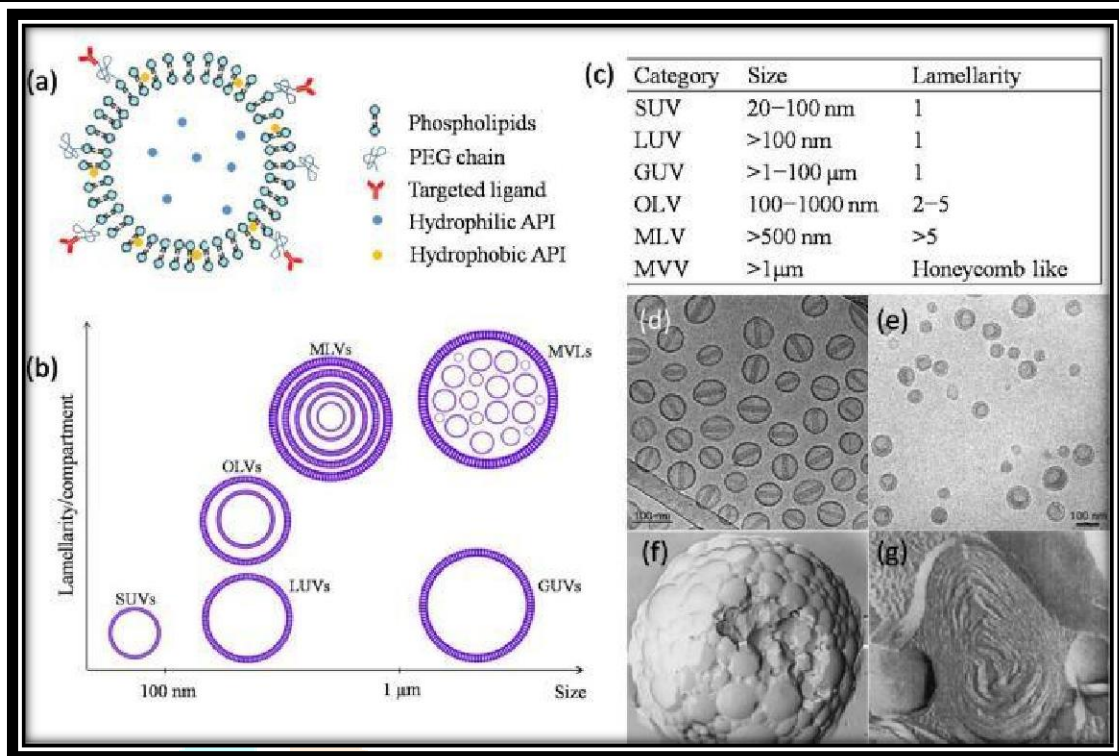 (a)
Phospholipids
PEG chain
Targeted ligand
Hydrophilic API
Hydrophobic API
(c)
Category Size Lamellarity
SUV 20−100 nm 1
LUV >100 nm 1
GUV >1−100 μm 1
OLV 100−1000 nm 2−5
MLV >500 nm >5
MVV >1μm Honeycomb like
(b)
Lamellarity/compartment
MLVs
MVLs
OLVs
SUVs
LUVs
GUVs
100 nm
1 μm
Size
(d)
100 nm
(e)
100 nm
(f)
(g)